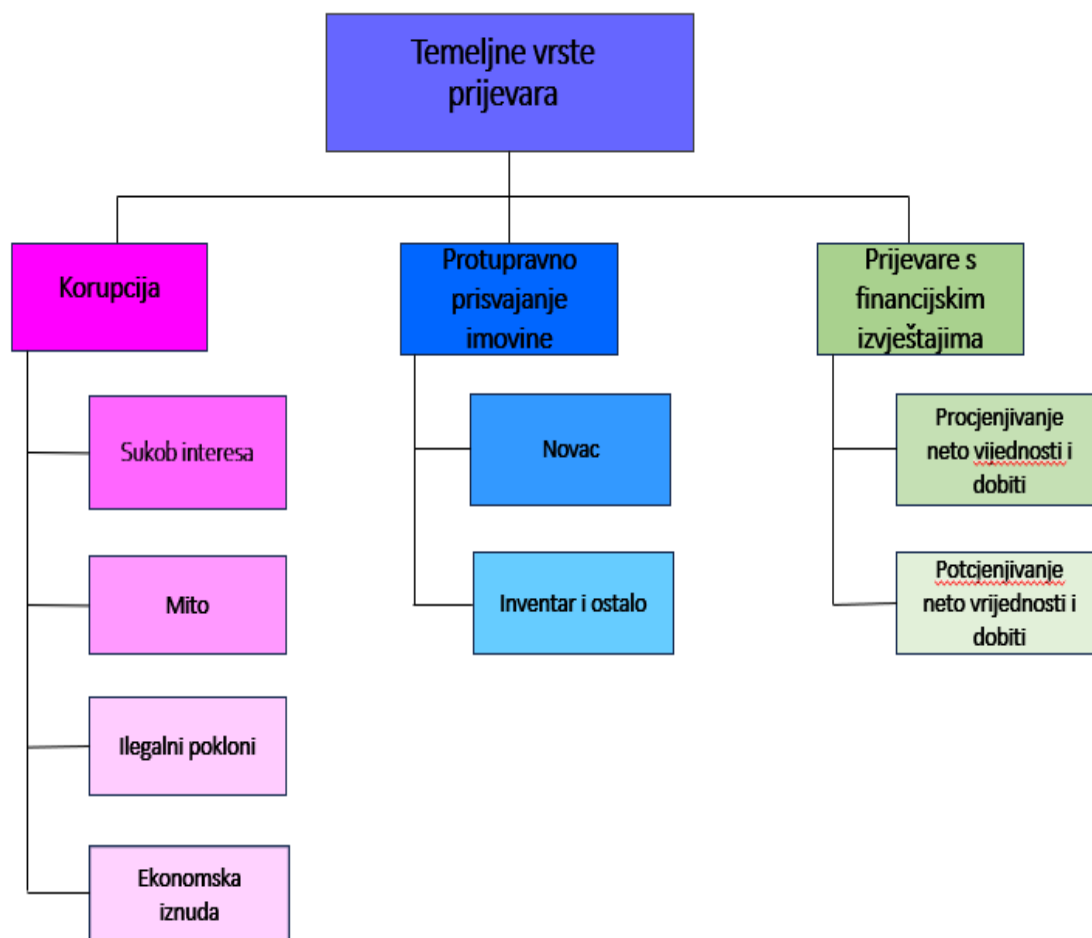 Temeljne vrste
prijevara
Korupcija
Sukob interesa
Mito
Ilegalni pokloni
Ekonomska
iznuda
Protupravno
prisvajanje
imovine
Novac
Inventar i ostalo
Prijevare s
financijskim
izvještajima
Procjenjivanje
neto vijednosti i
dobiti
Potcjenjivanje
neto vrijednosti i
dobiti